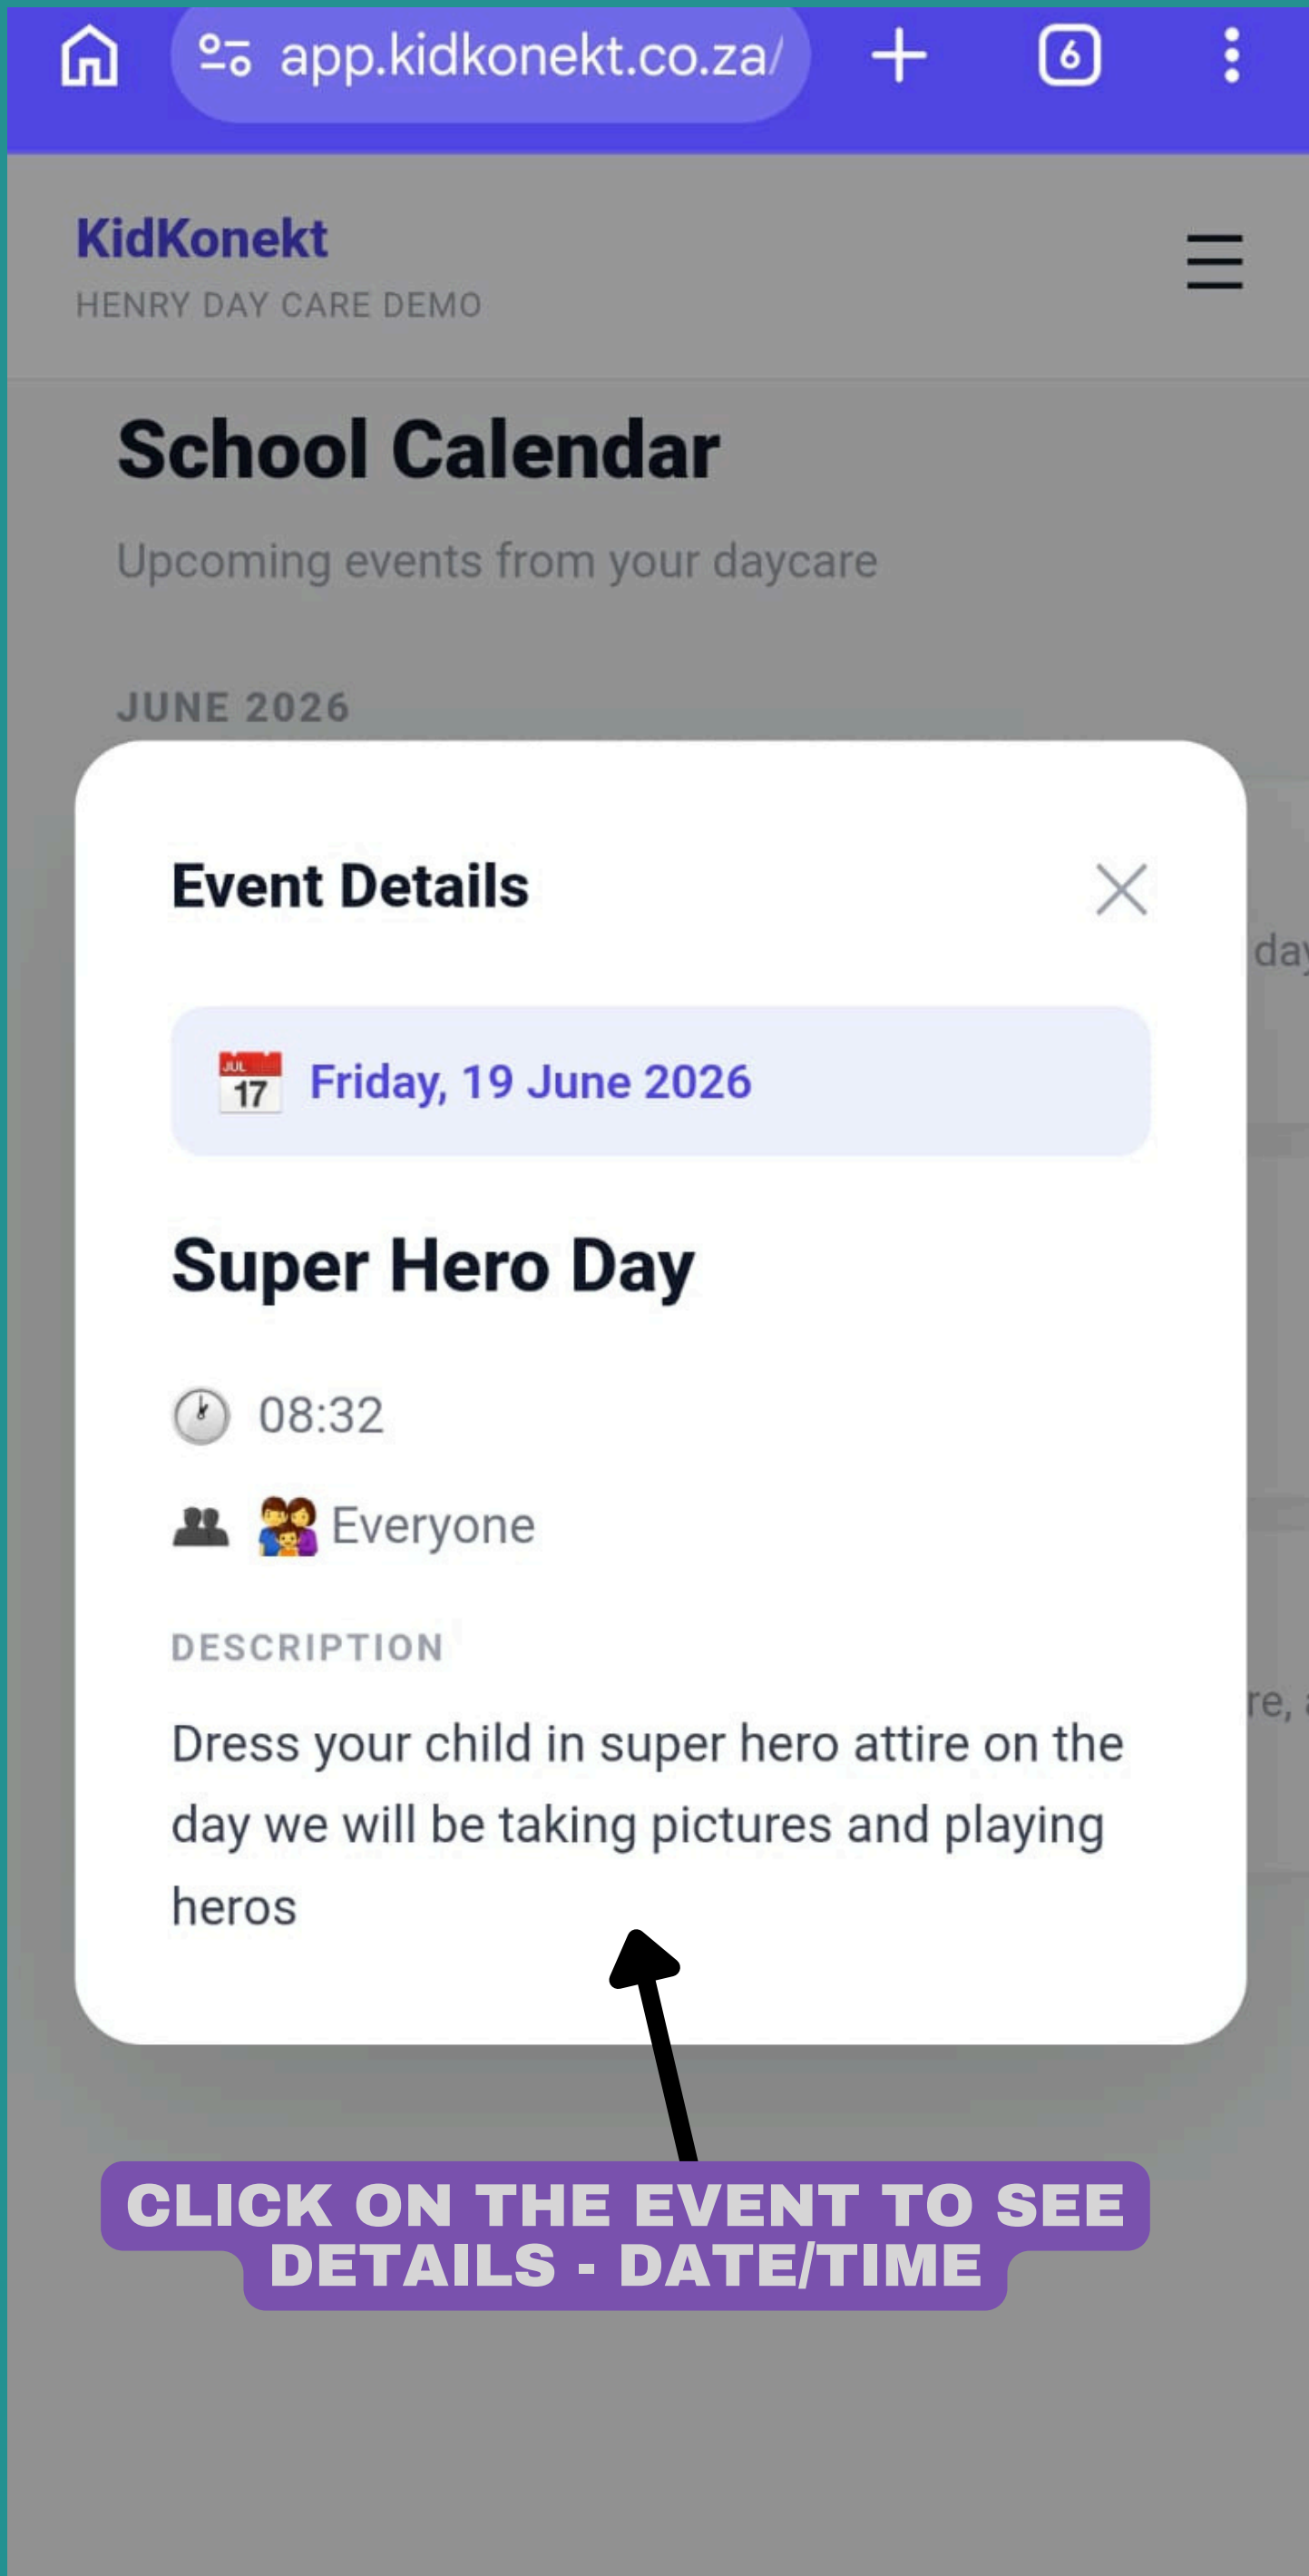 app.kidkonekt.co.za/
6
KidKonekt
HENRY DAY CARE DEMO
School Calendar
Upcoming events from your daycare
JUNE 2026
Event Details
day
JUL
17
Friday, 19 June 2026
Super Hero Day
08:32
Everyone
DESCRIPTION
re,
Dress your child in super hero attire on the
day we will be taking pictures and playing
heros
CLICK ON THE EVENT TO SEE
DETAILS - DATE/TIME